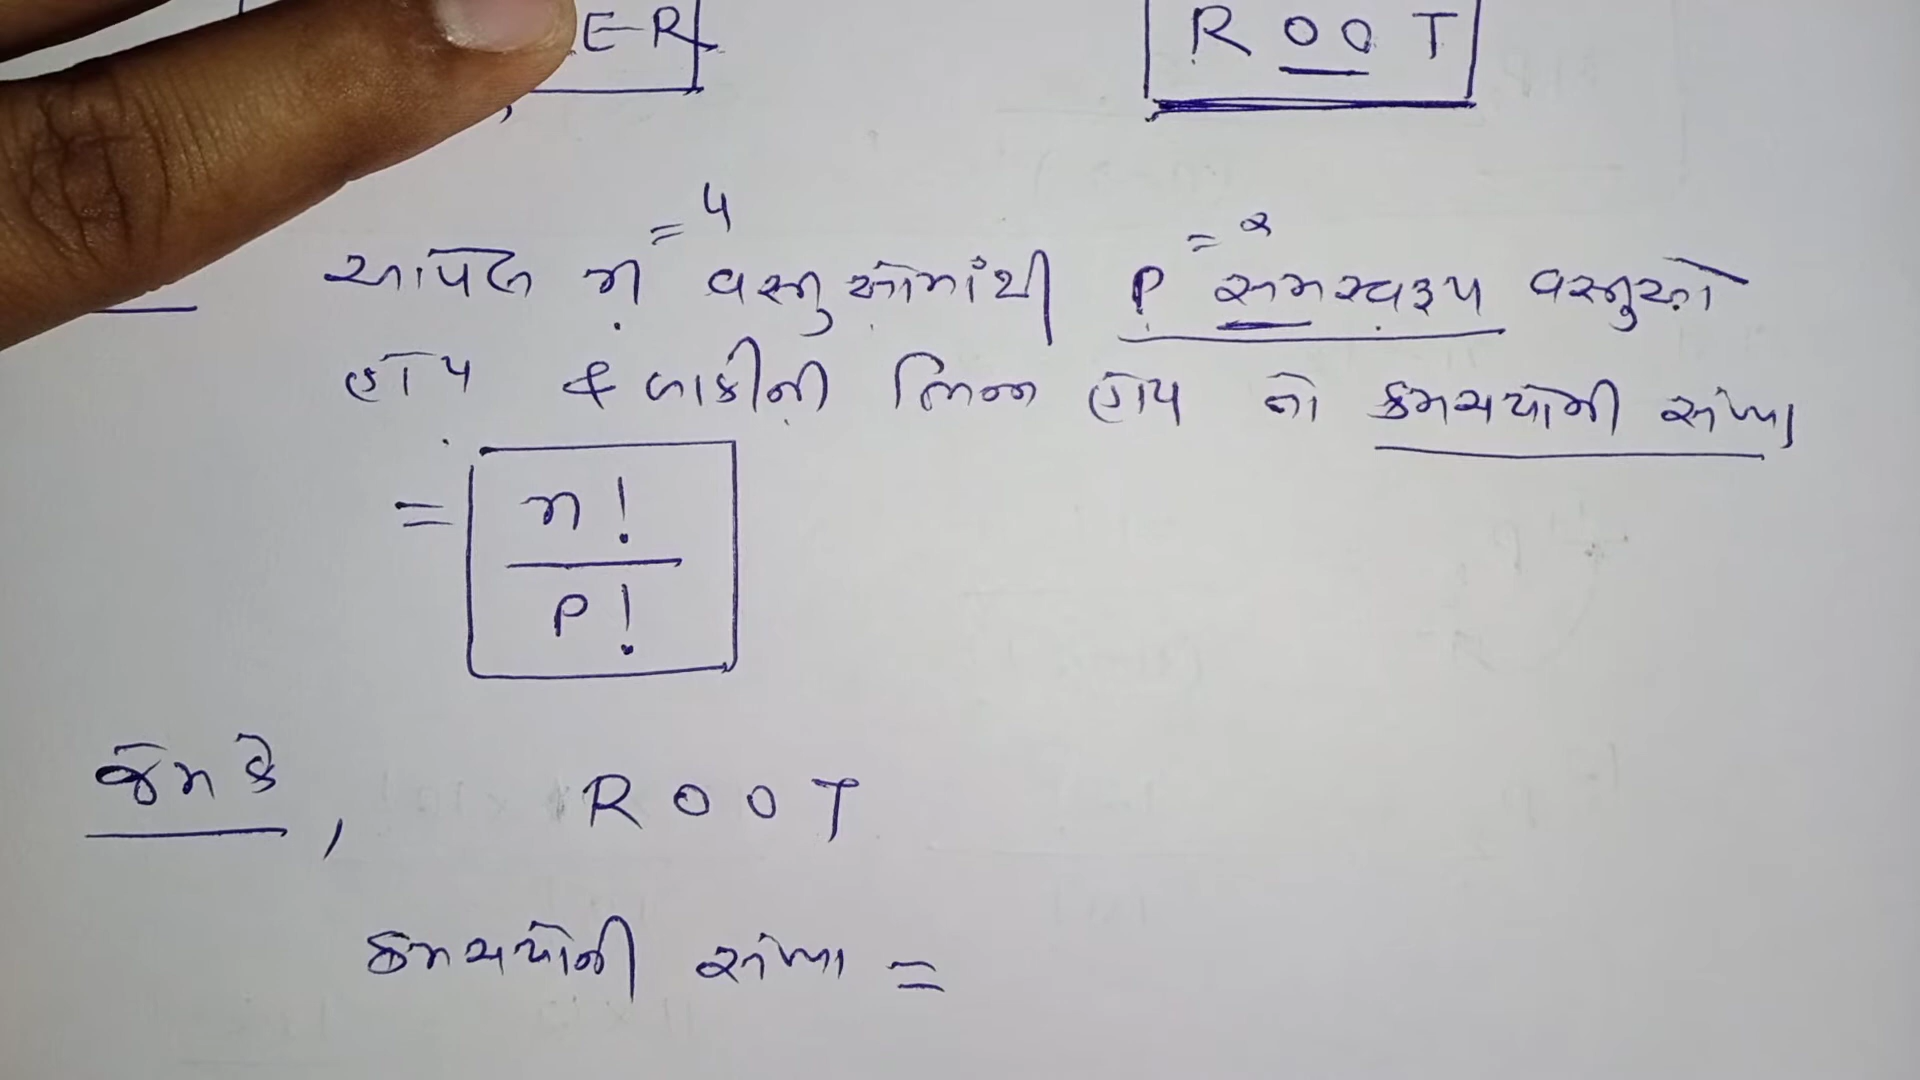 ER ROOT
= 4 = 2
આપેલ n વસ્તુઓમાંથી P સમસ્વરૂપ વસ્તુઓ
હોય & બાકીની ભિન્ન હોય તો ક્રમચયોની સંખ્યા
= n!
P!
જેમ કે, ROOT
ક્રમચયોની સંખ્યા =